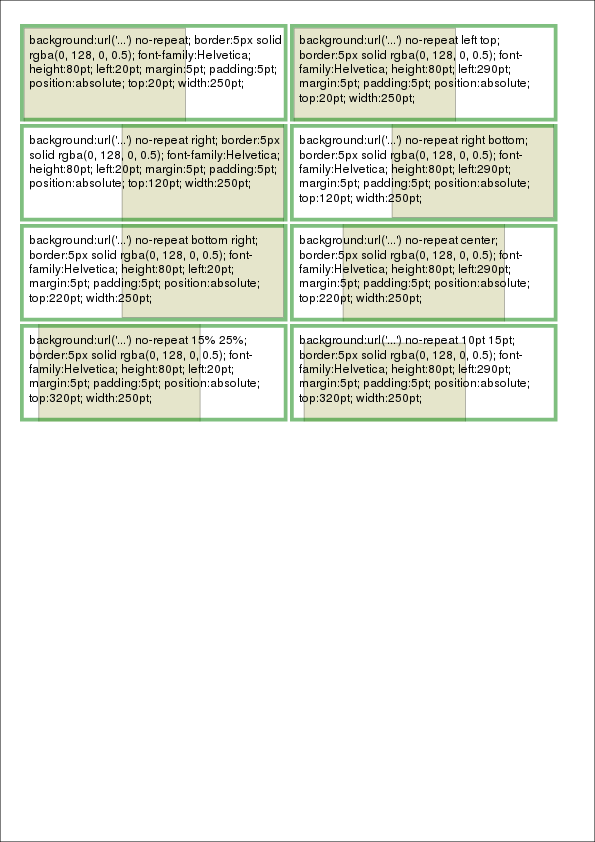 background:url('...') no-repeat; border:5px solid
rgba(0, 128, 0, 0.5); font-family:Helvetica;
height:80pt; left:20pt; margin:5pt; padding:5pt;
position:absolute; top:20pt; width:250pt;
background:url('...') no-repeat left top;
border:5px solid rgba(0, 128, 0, 0.5); font-
family:Helvetica; height:80pt; left:290pt;
margin:5pt; padding:5pt; position:absolute;
top:20pt; width:250pt;
background:url('...') no-repeat right; border:5px
solid rgba(0, 128, 0, 0.5); font-family:Helvetica;
height:80pt; left:20pt; margin:5pt; padding:5pt;
position:absolute; top:120pt; width:250pt;
background:url('...') no-repeat right bottom;
border:5px solid rgba(0, 128, 0, 0.5); font-
family:Helvetica; height:80pt; left:290pt;
margin:5pt; padding:5pt; position:absolute;
top:120pt; width:250pt;
background:url('...') no-repeat bottom right;
border:5px solid rgba(0, 128, 0, 0.5); font-
family:Helvetica; height:80pt; left:20pt;
margin:5pt; padding:5pt; position:absolute;
top:220pt; width:250pt;
background:url('...') no-repeat center;
border:5px solid rgba(0, 128, 0, 0.5); font-
family:Helvetica; height:80pt; left:290pt;
margin:5pt; padding:5pt; position:absolute;
top:220pt; width:250pt;
background:url('...') no-repeat 15% 25%;
border:5px solid rgba(0, 128, 0, 0.5); font-
family:Helvetica; height:80pt; left:20pt;
margin:5pt; padding:5pt; position:absolute;
top:320pt; width:250pt;
background:url('...') no-repeat 10pt 15pt;
border:5px solid rgba(0, 128, 0, 0.5); font-
family:Helvetica; height:80pt; left:290pt;
margin:5pt; padding:5pt; position:absolute;
top:320pt; width:250pt;